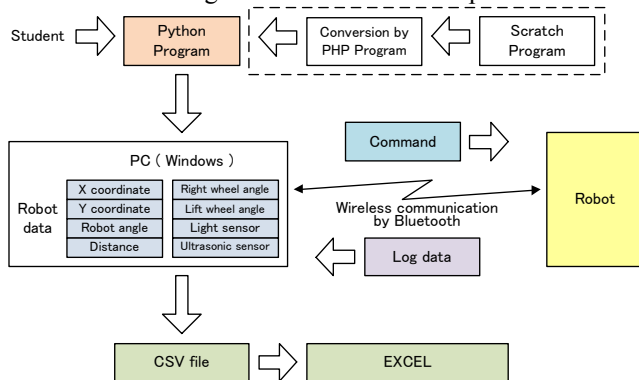 Student
Python
Program
Conversion by
PHP Program
Scratch
Program
PC ( Windows )
Robot
data
X coordinate
Y coordinate
Robot angle
Distance
Right wheel angle
Lift wheel angle
Light sensor
Ultrasonic sensor
Command
Wireless communication
by Bluetooth
Log data
Robot
CSV file
EXCEL